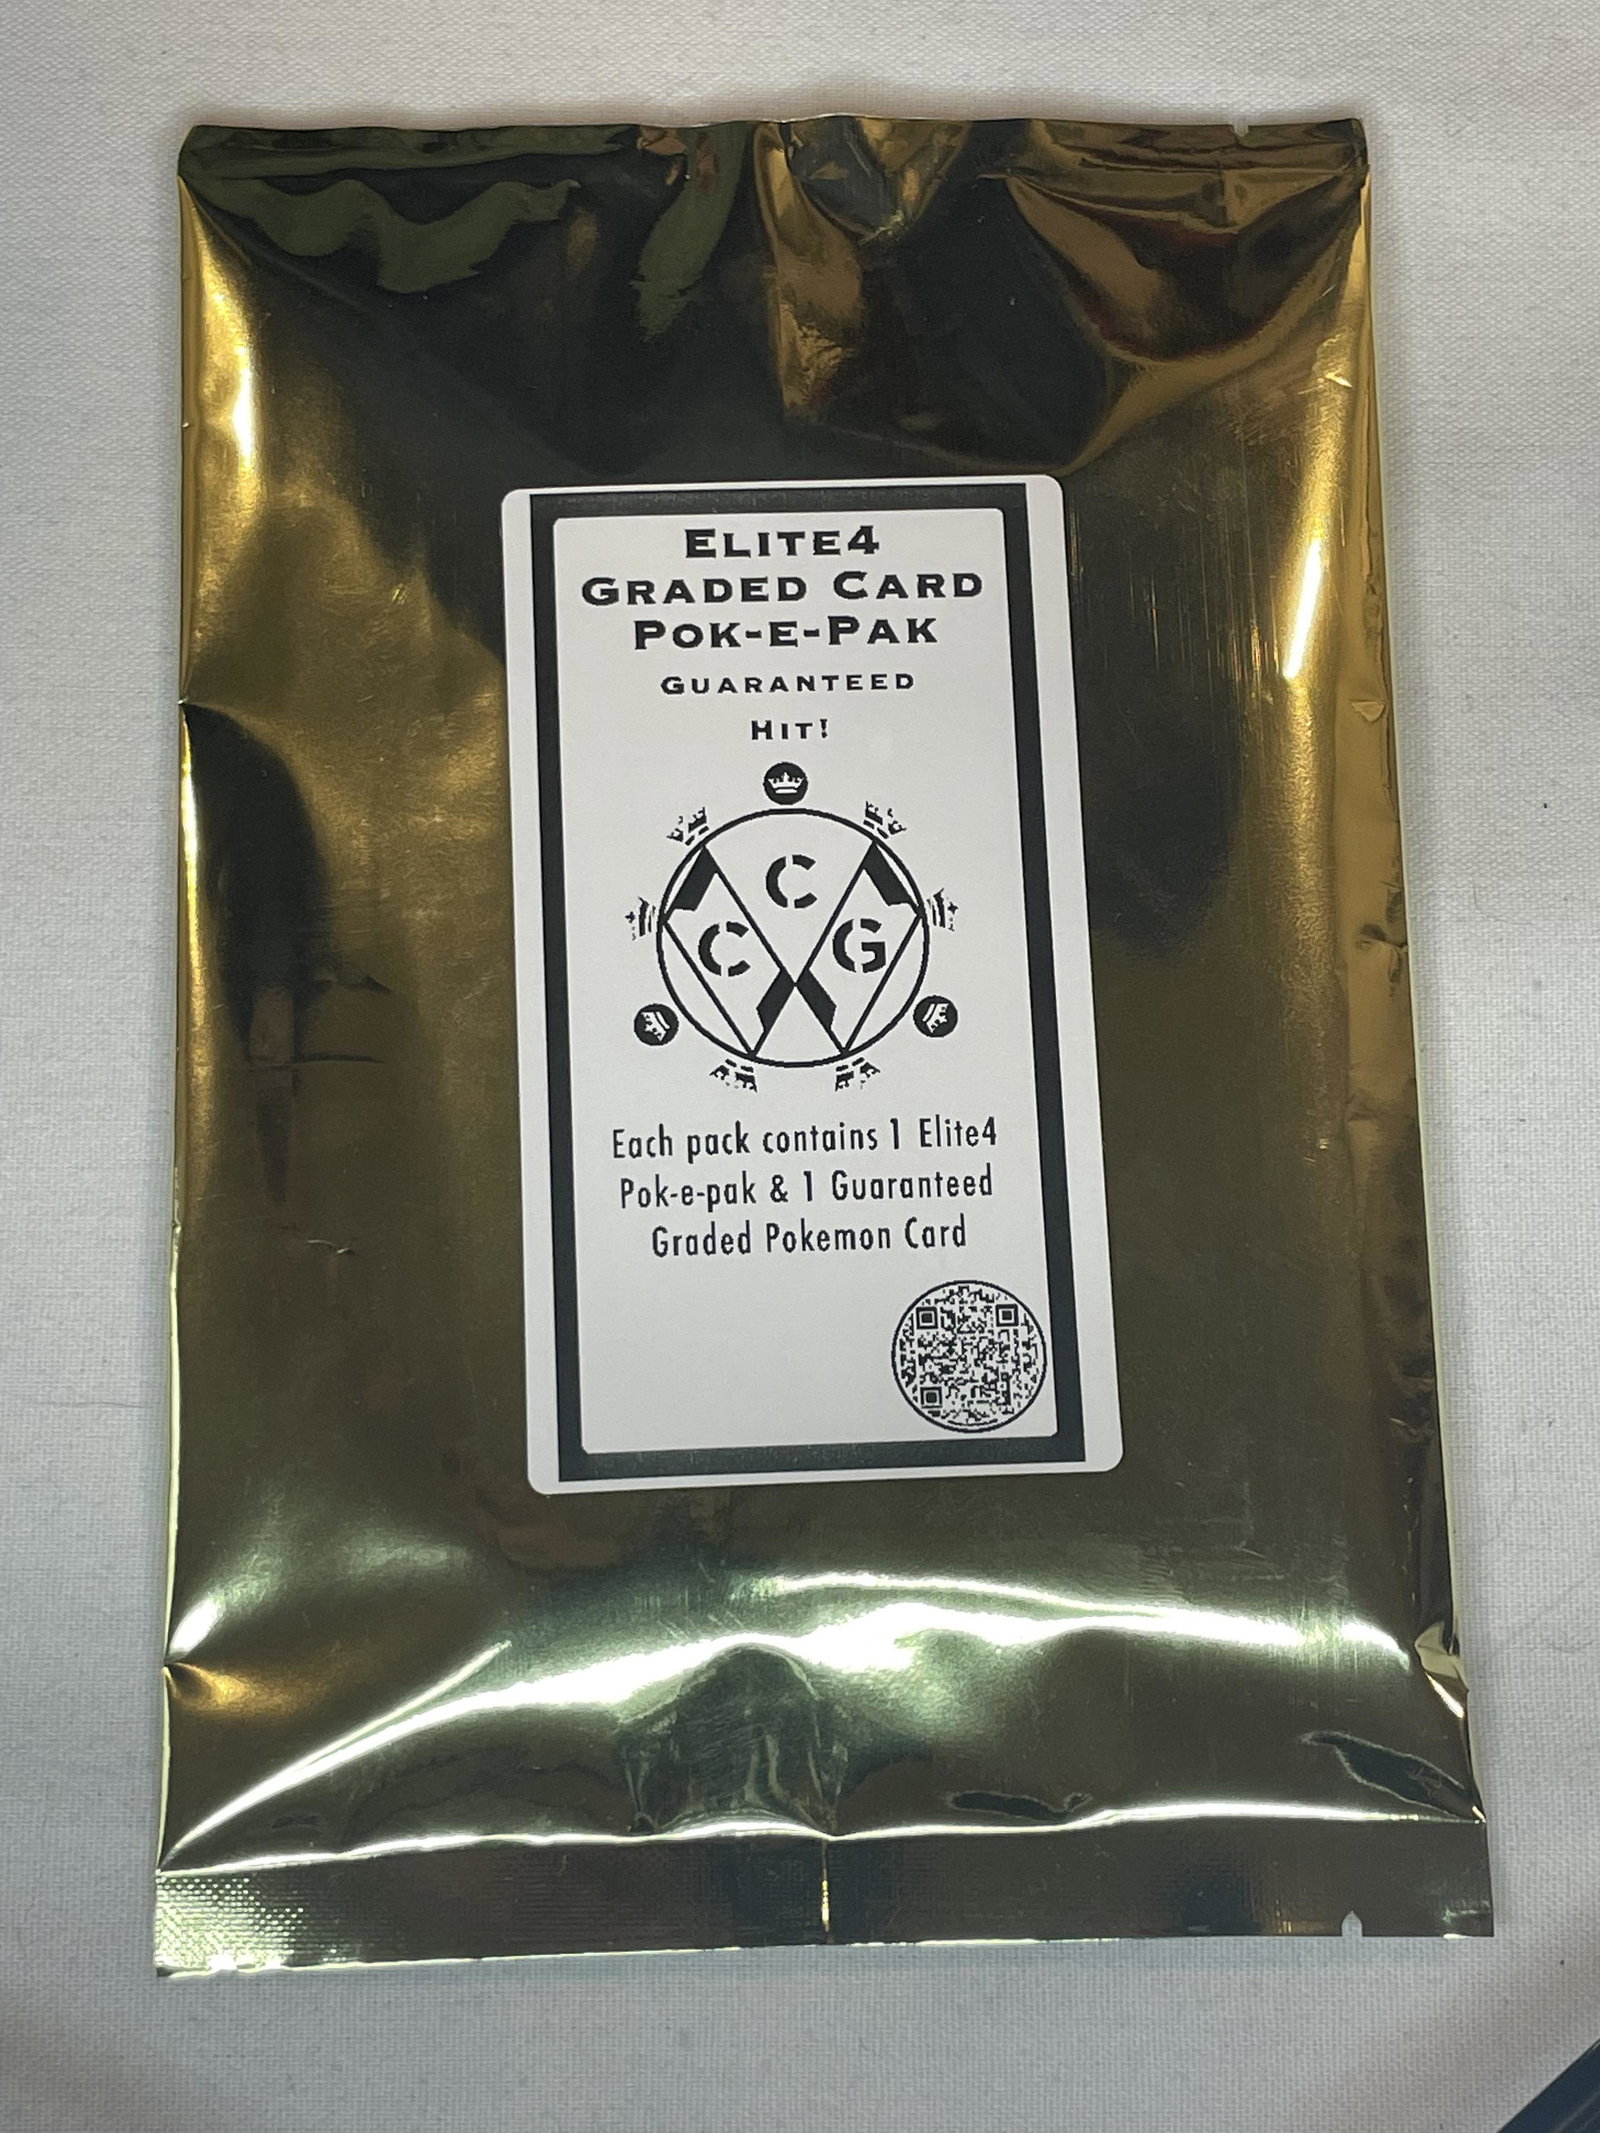 Elite4
Graded Card
Pok-e-Pak
Guaranteed
Hit!
C
C G
Each pack contains 1 Elite4
Pok-e-pak & 1 Guaranteed
Graded Pokemon Card